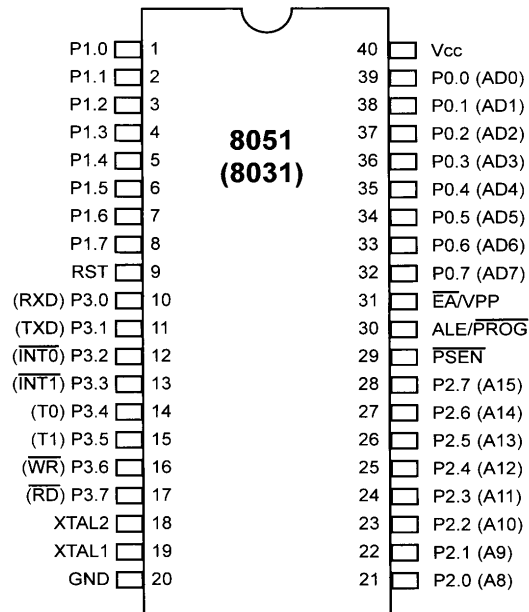 8051
(8031)
P1.0 1 40 Vcc
P1.1 2 39 P0.0 (AD0)
P1.2 3 38 P0.1 (AD1)
P1.3 4 37 P0.2 (AD2)
P1.4 5 36 P0.3 (AD3)
P1.5 6 35 P0.4 (AD4)
P1.6 7 34 P0.5 (AD5)
P1.7 8 33 P0.6 (AD6)
RST 9 32 P0.7 (AD7)
(RXD) P3.0 10 31 E̅A̅/VPP
(TXD) P3.1 11 30 ALE/P̅R̅O̅G̅
(I̅N̅T̅0̅) P3.2 12 29 P̅S̅E̅N̅
(I̅N̅T̅1̅) P3.3 13 28 P2.7 (A15)
(T0) P3.4 14 27 P2.6 (A14)
(T1) P3.5 15 26 P2.5 (A13)
(W̅R̅) P3.6 16 25 P2.4 (A12)
(R̅D̅) P3.7 17 24 P2.3 (A11)
XTAL2 18 23 P2.2 (A10)
XTAL1 19 22 P2.1 (A9)
GND 20 21 P2.0 (A8)